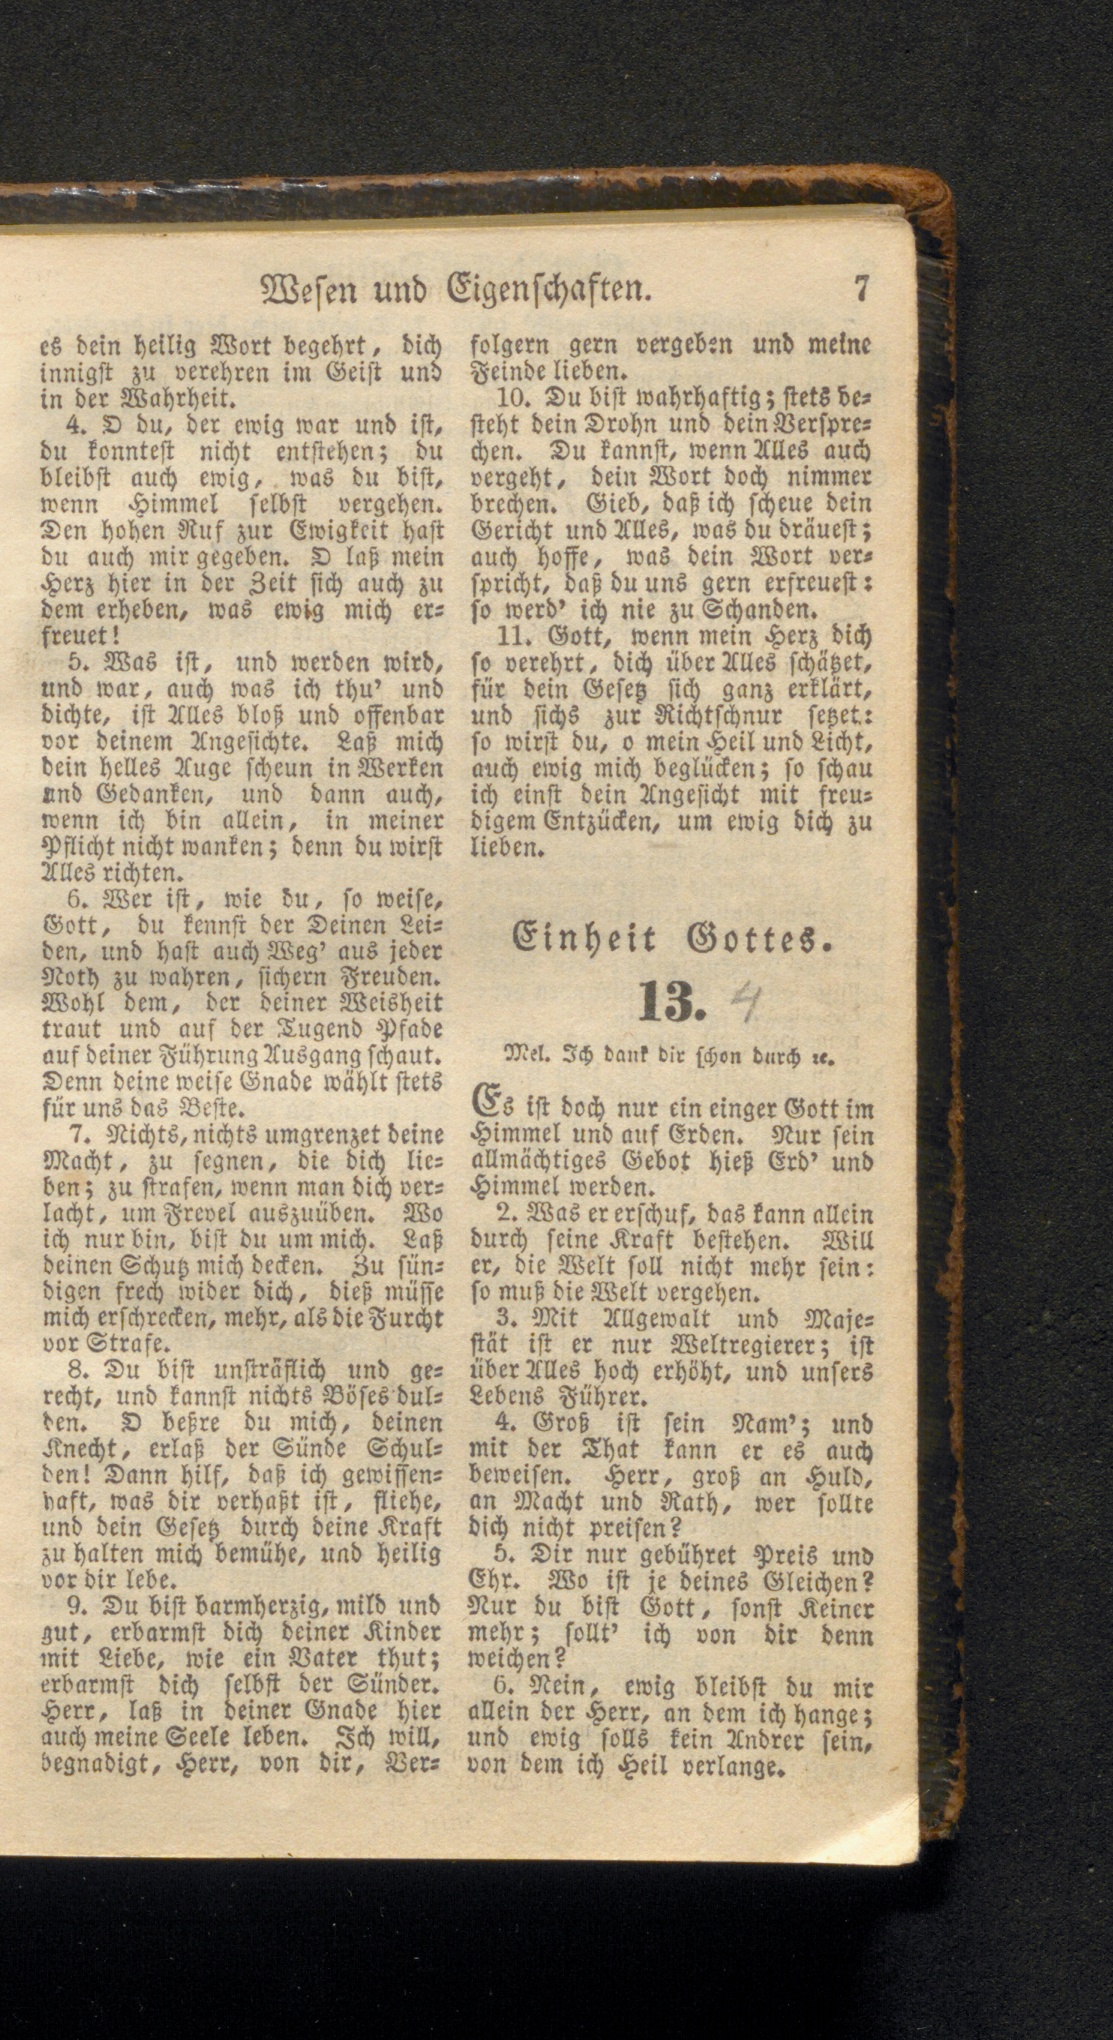 Wesen und Eigenschaften. 7
es dein heilig Wort begehrt, dich
innigst zu verehren im Geist und
in der Wahrheit.
4. O du, der ewig war und ist,
du konntest nicht entstehen; du
bleibst auch ewig, was du bist,
wenn Himmel selbst vergehen.
Den hohen Ruf zur Ewigkeit hast
du auch mir gegeben. O laß mein
Herz hier in der Zeit sich auch zu
dem erheben, was ewig mich er-
freuet!
5. Was ist, und werden wird,
und war, auch was ich thu' und
dichte, ist Alles bloß und offenbar
vor deinem Angesichte. Laß mich
dein helles Auge scheun in Werken
und Gedanken, und dann auch,
wenn ich bin allein, in meiner
Pflicht nicht wanken; denn du wirst
Alles richten.
6. Wer ist, wie du, so weise,
Gott, du kennst der Deinen Lei-
den, und hast auch Weg' aus jeder
Noth zu wahren, sichern Freuden.
Wohl dem, der deiner Weisheit
traut und auf der Tugend Pfade
auf deiner Führung Ausgang schaut.
Denn deine weise Gnade wählt stets
für uns das Beste.
7. Nichts, nichts umgrenzet deine
Macht, zu segnen, die dich lie-
ben; zu strafen, wenn man dich ver-
lacht, um Frevel auszuüben. Wo
ich nur bin, bist du um mich. Laß
deinen Schutz mich decken. Zu sün-
digen frech wider dich, dieß müsse
mich erschrecken, mehr, als die Furcht
vor Strafe.
8. Du bist unsträflich und ge-
recht, und kannst nichts Böses dul-
den. O beßre du mich, deinen
Knecht, erlaß der Sünde Schul-
den! Dann hilf, daß ich gewissen-
haft, was dir verhaßt ist, fliehe,
und dein Gesetz durch deine Kraft
zu halten mich bemühe, und heilig
vor dir lebe.
9. Du bist barmherzig, mild und
gut, erbarmst dich deiner Kinder
mit Liebe, wie ein Vater thut;
erbarmst dich selbst der Sünder.
Herr, laß in deiner Gnade hier
auch meine Seele leben. Ich will,
begnadigt, Herr, von dir, Ver-
folgern gern vergeben und meine
Feinde lieben.
10. Du bist wahrhaftig; stets be-
steht dein Drohn und dein Verspre-
chen. Du kannst, wenn Alles auch
vergeht, dein Wort doch nimmer
brechen. Gieb, daß ich scheue dein
Gericht und Alles, was du dräuest;
auch hoffe, was dein Wort ver-
spricht, daß du uns gern erfreuest:
so werd' ich nie zu Schanden.
11. Gott, wenn mein Herz dich
so verehrt, dich über Alles schätzet,
für dein Gesetz sich ganz erklärt,
und sichs zur Richtschnur setzet:
so wirst du, o mein Heil und Licht,
auch ewig mich beglücken; so schau
ich einst dein Angesicht mit freu-
digem Entzücken, um ewig dich zu
lieben.
Einheit Gottes.
13. 4
Mel. Ich dank dir schon durch ꝛc.
Es ist doch nur ein einger Gott im
Himmel und auf Erden. Nur sein
allmächtiges Gebot hieß Erd' und
Himmel werden.
2. Was er erschuf, das kann allein
durch seine Kraft bestehen. Will
er, die Welt soll nicht mehr sein:
so muß die Welt vergehen.
3. Mit Allgewalt und Maje-
stät ist er nur Weltregierer; ist
über Alles hoch erhöht, und unsers
Lebens Führer.
4. Groß ist sein Nam'; und
mit der That kann er es auch
beweisen. Herr, groß an Huld,
an Macht und Rath, wer sollte
dich nicht preisen?
5. Dir nur gebühret Preis und
Ehr. Wo ist je deines Gleichen?
Nur du bist Gott, sonst Keiner
mehr; sollt' ich von dir denn
weichen?
6. Nein, ewig bleibst du mir
allein der Herr, an dem ich hange;
und ewig solls kein Andrer sein,
von dem ich Heil verlange.